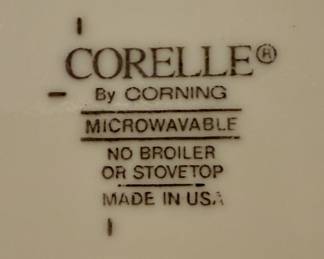 CORELLE®
By CORNING
MICROWAVABLE
NO BROILER
OR STOVETOP
MADE IN USA